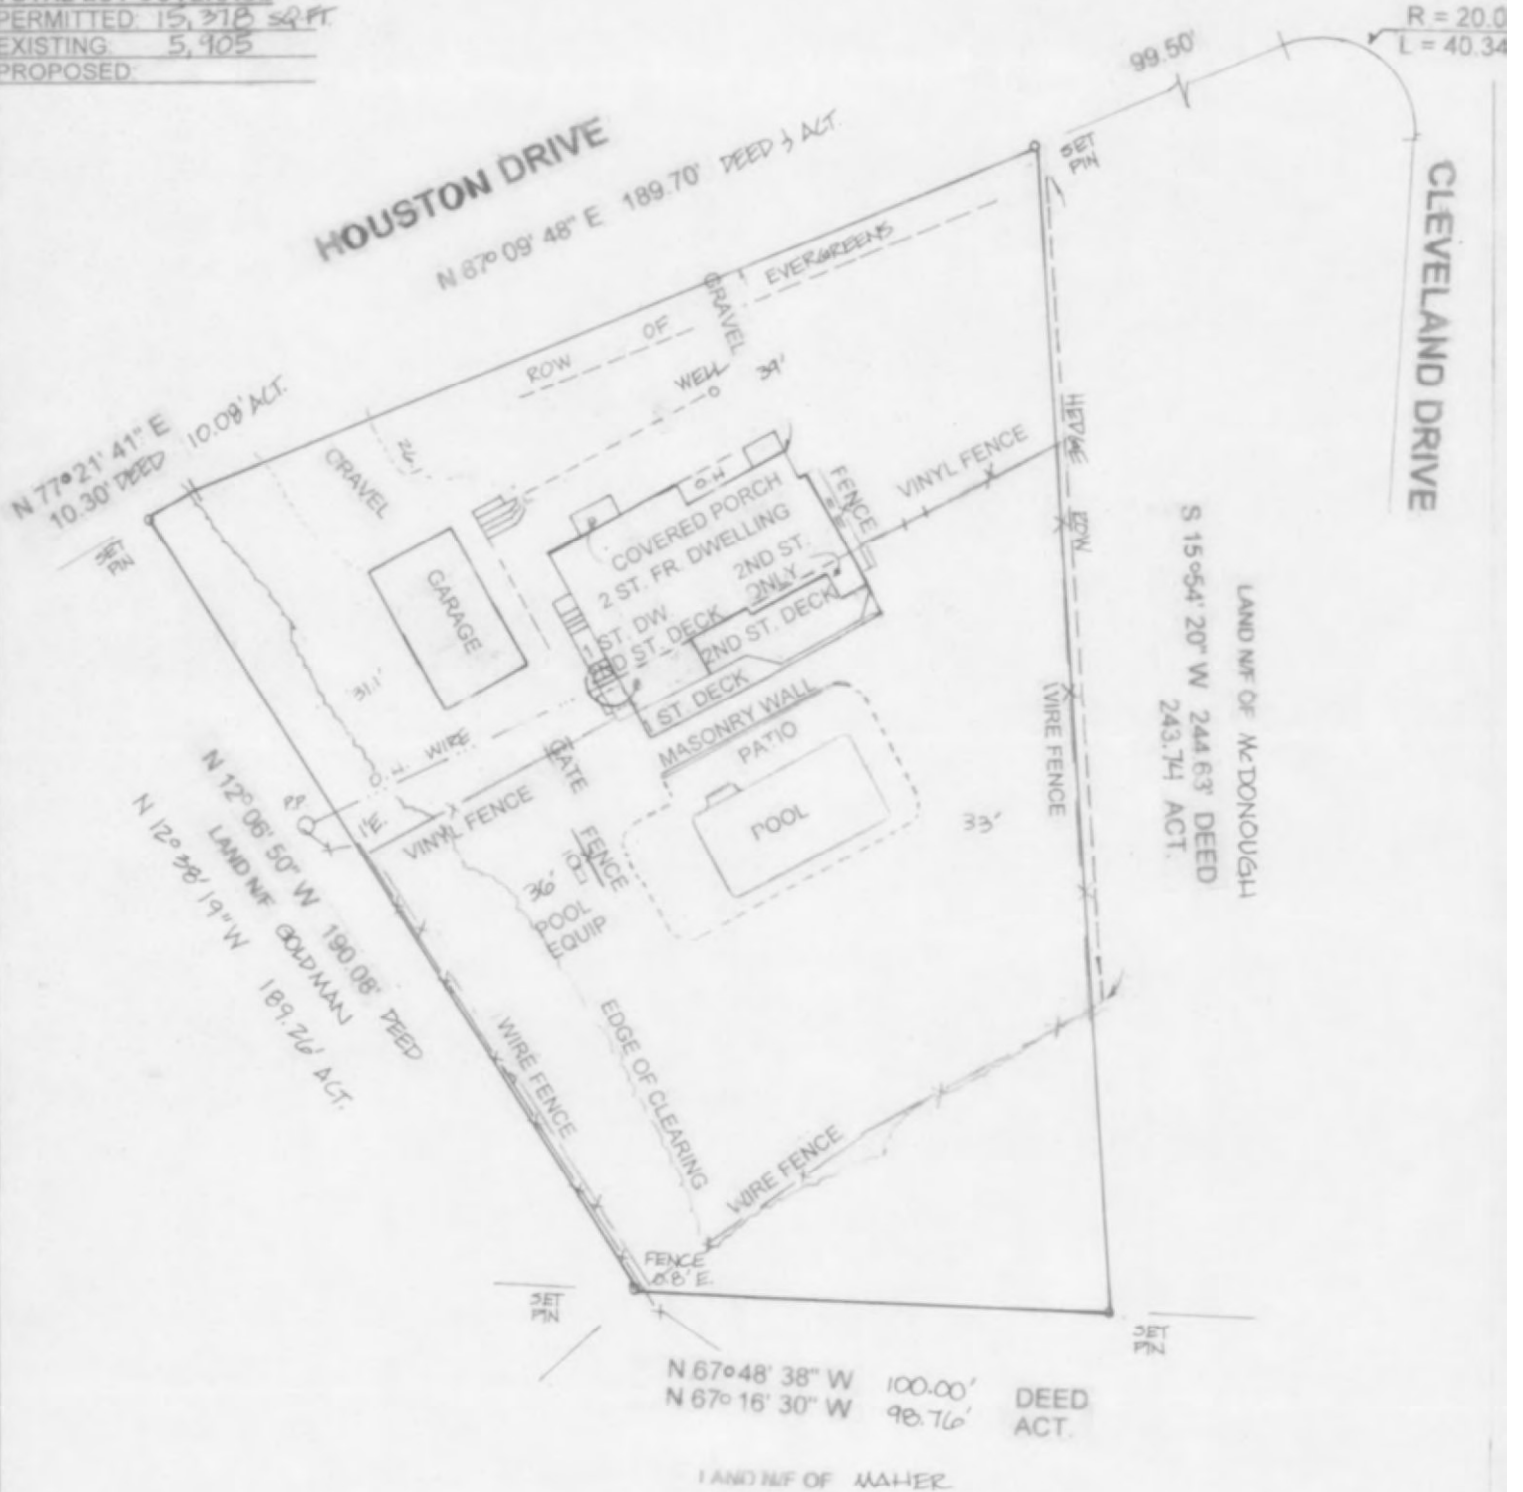 PERMITTED: 15,378 SQ.FT.
EXISTING: 5,905
PROPOSED:
R = 20.0
L = 40.34
99.50'
SET
PIN
HOUSTON DRIVE
N 87° 09' 48" E 189.70' DEED & ACT.
CLEVELAND DRIVE
ROW OF EVERGREENS
GRAVEL
WELL
39'
N 77° 21' 41" E
10.30' DEED 10.08' ACT.
SET
PIN
GRAVEL
26.1
O.H.
COVERED PORCH
2 ST. FR. DWELLING
2ND ST.
ONLY
ST. DW.
D ST. DECK
2ND ST. DECK
ST. DECK
FENCE
VINYL FENCE
HEDGE ROW
GARAGE
31.1'
O.H. WIRE
GATE
MASONRY WALL
PATIO
POOL
33'
WIRE FENCE
S 15°54' 20" W 244.63' DEED
243.74 ACT.
LAND N/F OF McDONOUGH
P.P.
1'E.
VINYL FENCE
FENCE
36'
POOL
EQUIP
N 12° 06' 50" W 190.08' DEED
LAND N/F GOLDMAN
N 12° 38' 19" W 189.26' ACT.
WIRE FENCE
EDGE OF CLEARING
WIRE FENCE
FENCE
0.8' E.
SET
PIN
SET
PIN
N 67° 48' 38" W 100.00' DEED
N 67° 16' 30" W 98.76' ACT.
LAND N/F OF MAHER